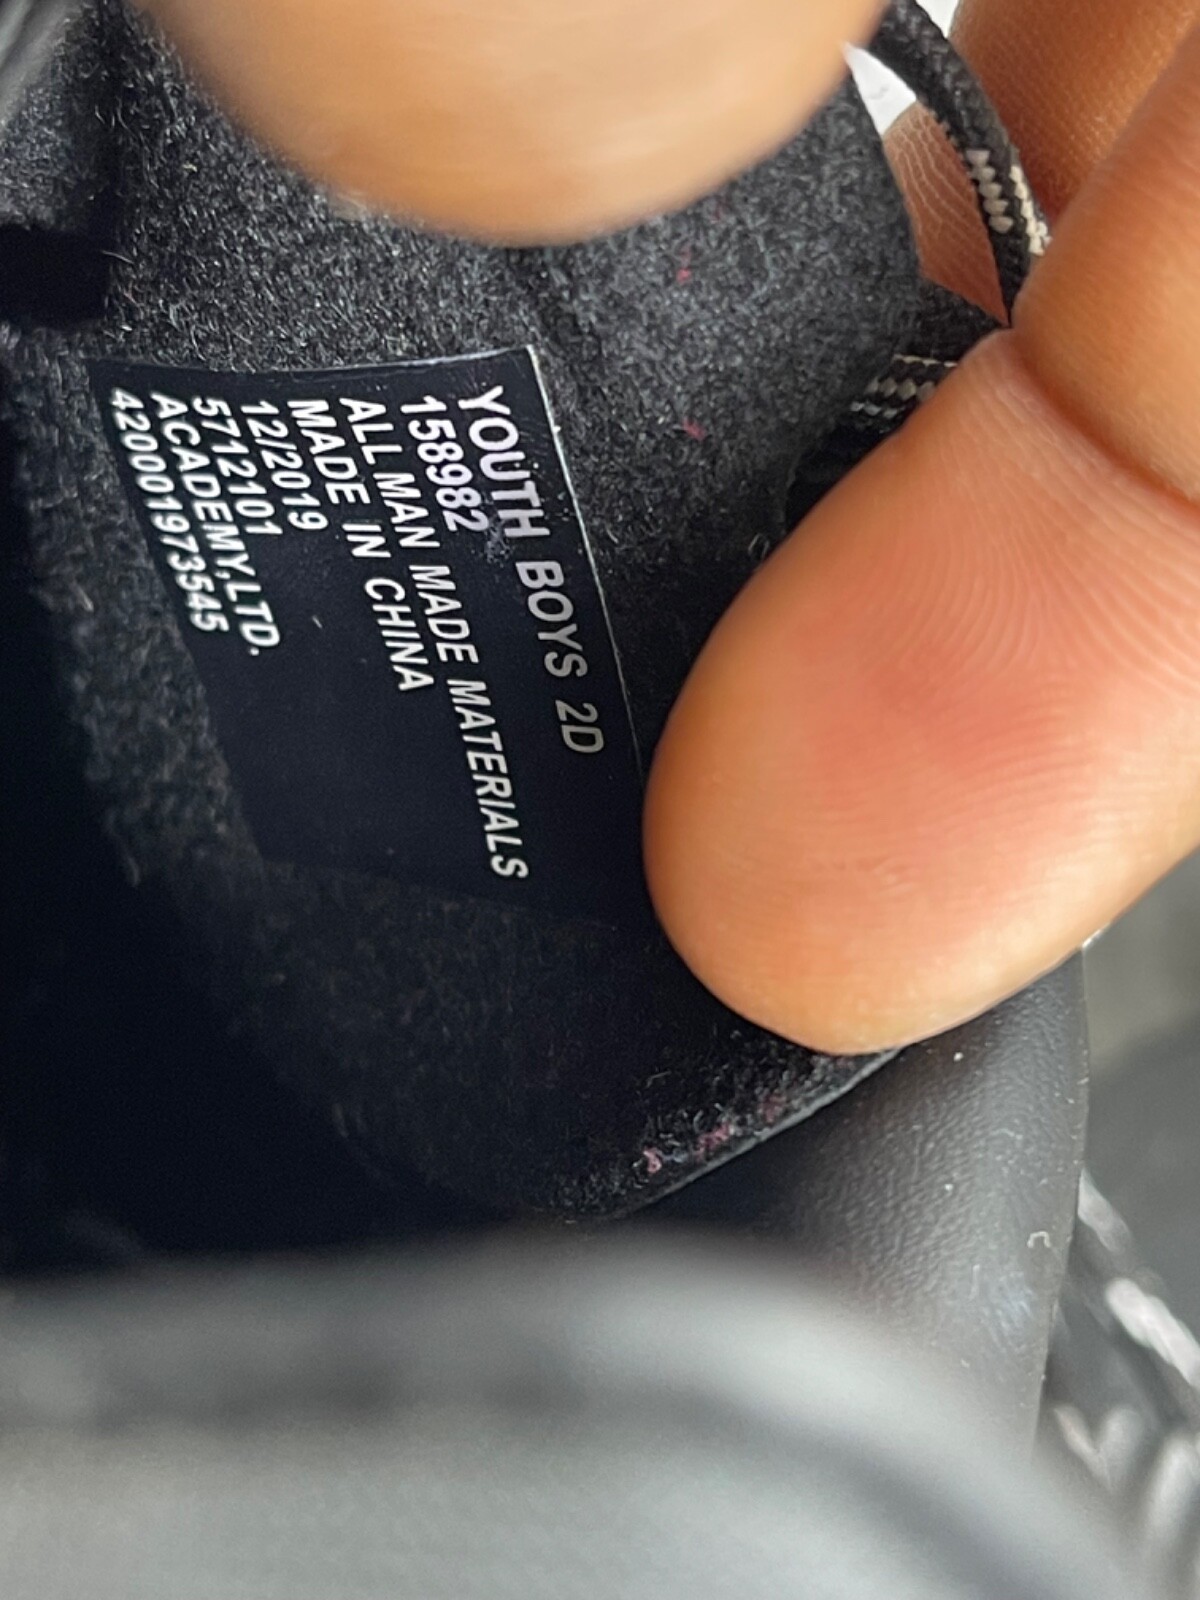 YOUTH BOYS 2D
158982
ALL MAN MADE MATERIALS
MADE IN CHINA
12/2019
5712101
ACADEMY,LTD.
420001973545